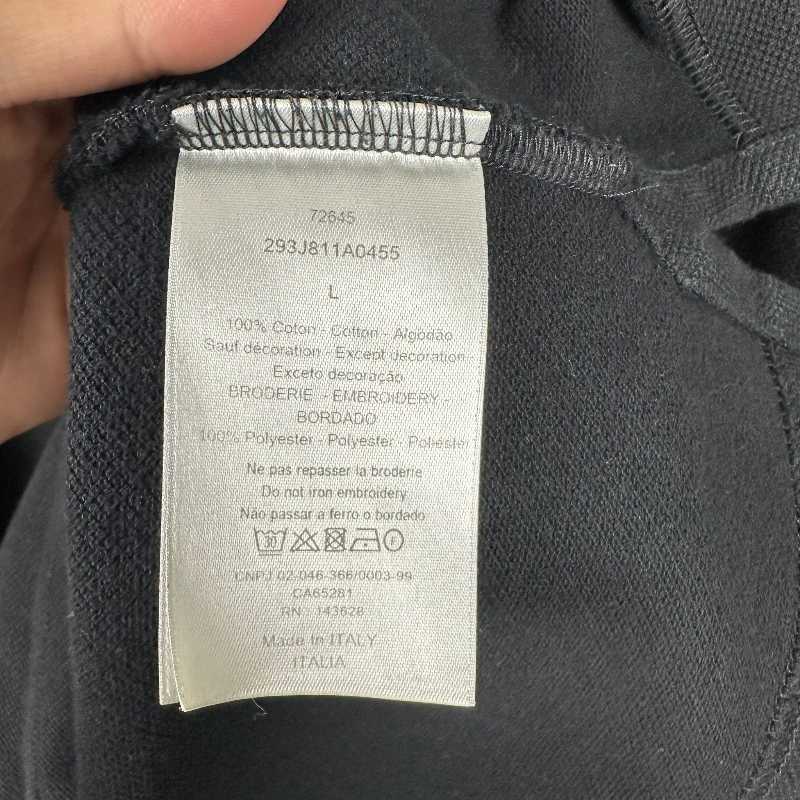 72645
293J811A0455
L
100% Coton - Cotton - Algodão
Sauf décoration - Except decoration -
Exceto decoração
BRODERIE - EMBROIDERY -
BORDADO
100% Polyester - Polyester - Poliéster
Ne pas repasser la broderie
Do not iron embroidery
Não passar a ferro o bordado
30
CNPJ 02-046-366/0003-99
CA65281
RN 143628
Made in ITALY
ITALIA